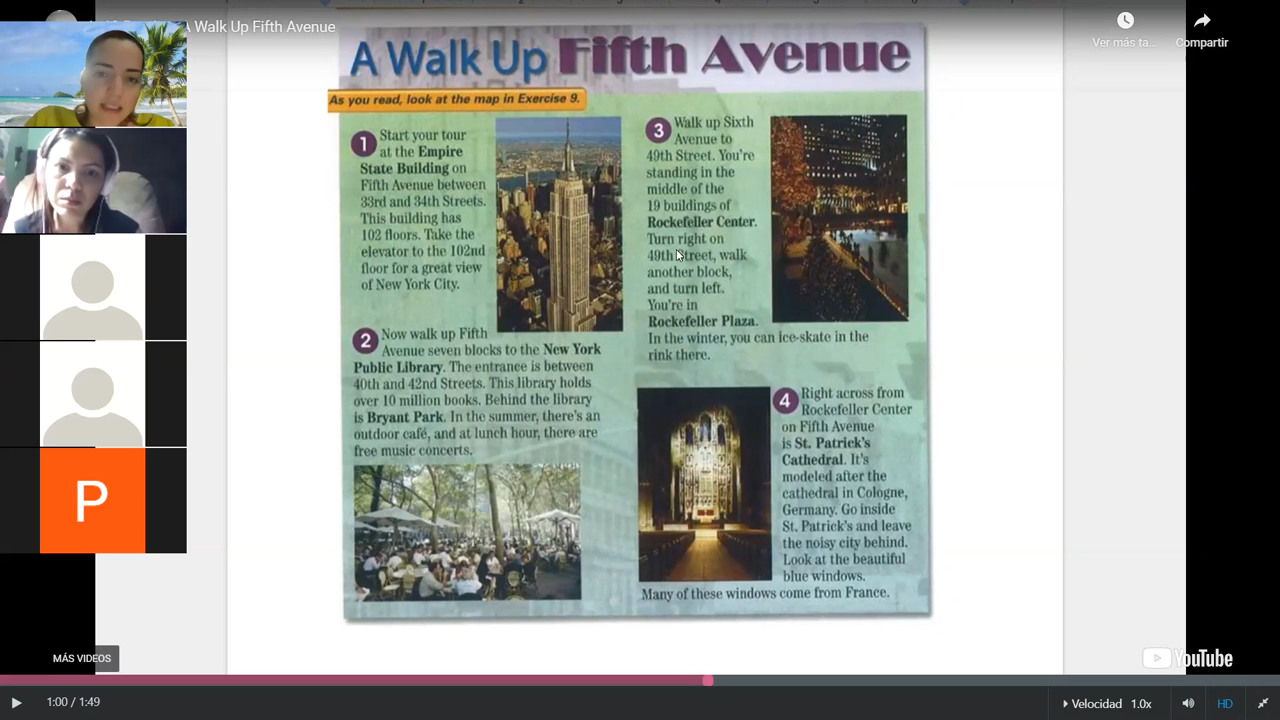 A Walk Up Fifth Avenue
Ver más ta...
Compartir
A Walk Up Fifth Avenue
As you read, look at the map in Exercise 9.
1 Start your tour
at the Empire
State Building on
Fifth Avenue between
33rd and 34th Streets.
This building has
102 floors. Take the
elevator to the 102nd
floor for a great view
of New York City.
2 Now walk up Fifth
Avenue seven blocks to the New York
Public Library. The entrance is between
40th and 42nd Streets. This library holds
over 10 million books. Behind the library
is Bryant Park. In the summer, there's an
outdoor café, and at lunch hour, there are
free music concerts.
3 Walk up Sixth
Avenue to
49th Street. You're
standing in the
middle of the
19 buildings of
Rockefeller Center.
Turn right on
49th Street, walk
another block,
and turn left.
You're in
Rockefeller Plaza.
In the winter, you can ice-skate in the
rink there.
4 Right across from
Rockefeller Center
on Fifth Avenue
is St. Patrick's
Cathedral. It's
modeled after the
cathedral in Cologne,
Germany. Go inside
St. Patrick's and leave
the noisy city behind.
Look at the beautiful
blue windows.
Many of these windows come from France.
P
MÁS VIDEOS
YouTube
1:00 / 1:49
Velocidad 1.0x
HD